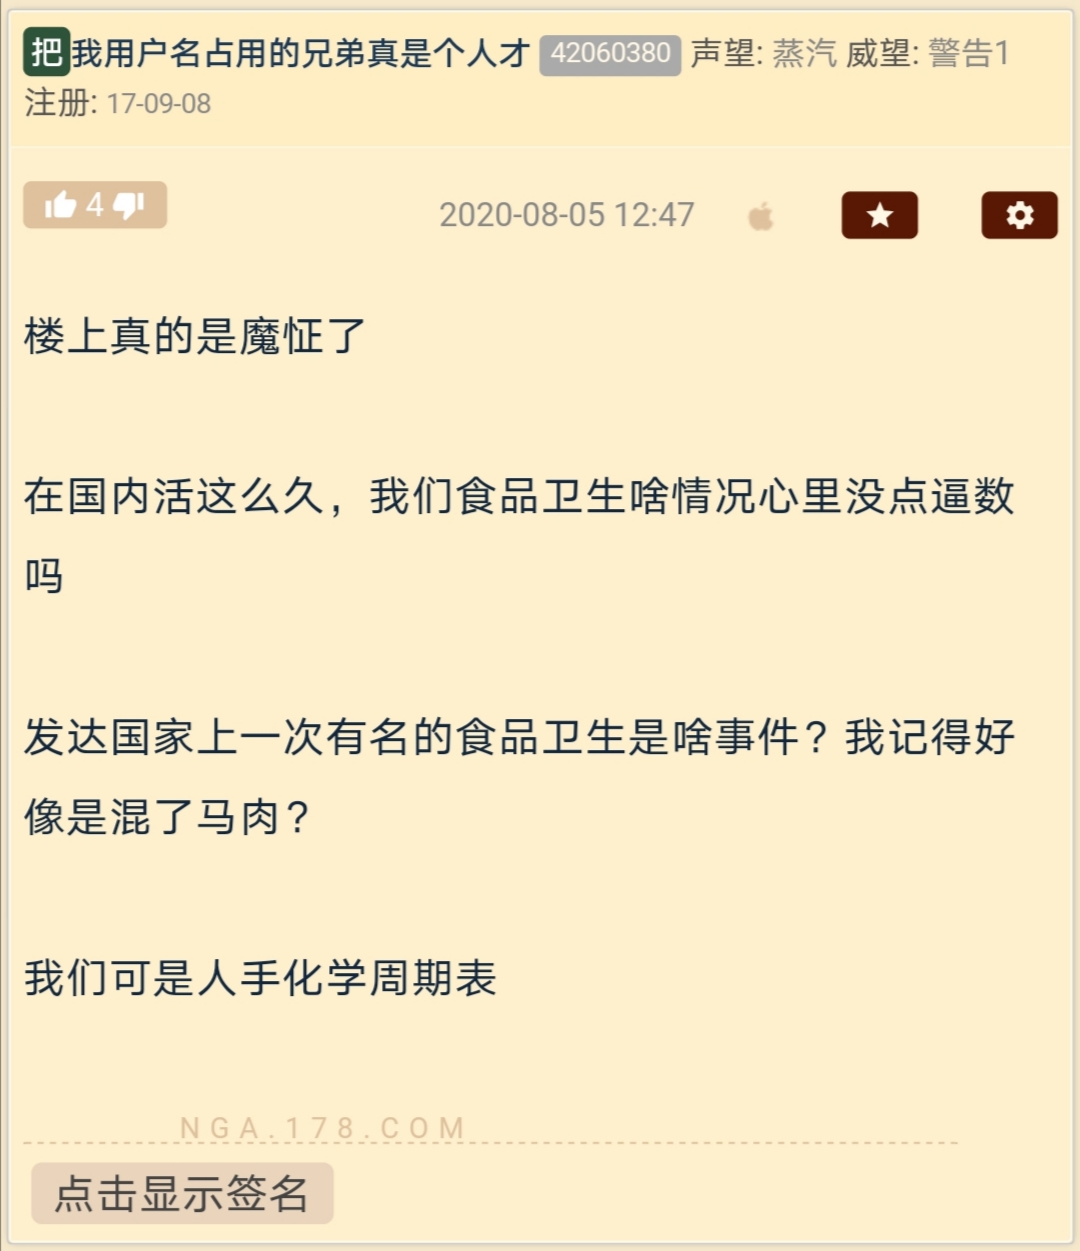 把我用户名占用的兄弟真是个人才 42060380 声望: 蒸汽 威望: 警告1
注册: 17-09-08
4 2020-08-05 12:47
楼上真的是魔怔了
在国内活这么久，我们食品卫生啥情况心里没点逼数
吗
发达国家上一次有名的食品卫生是啥事件？我记得好
像是混了马肉？
我们可是人手化学周期表
NGA.178.COM
点击显示签名